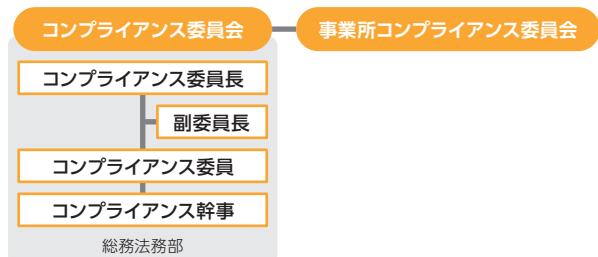 コンプライアンス委員会
事業所コンプライアンス委員会
コンプライアンス委員長
副委員長
コンプライアンス委員
コンプライアンス幹事
総務法務部